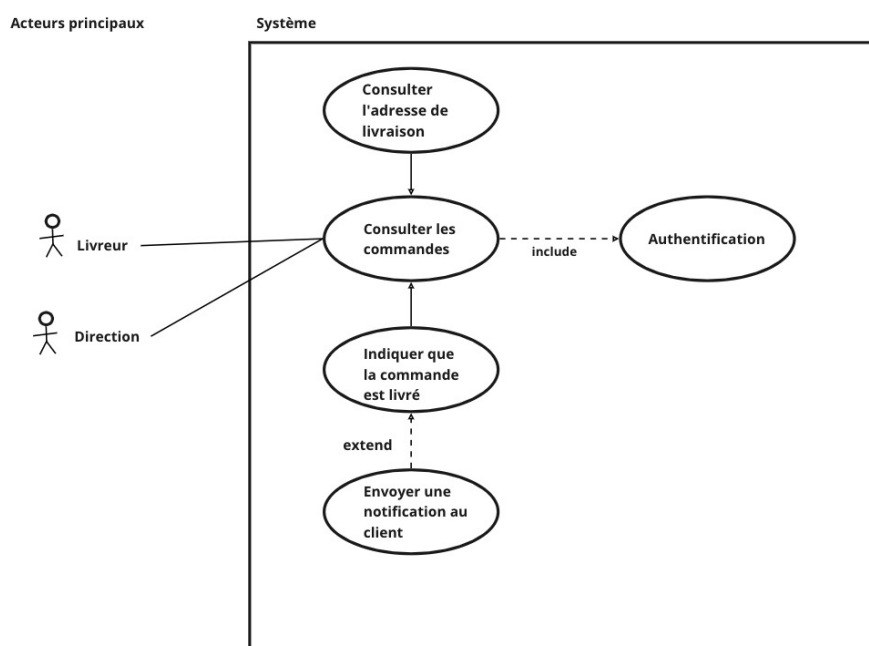 Acteurs principaux
Système
Consulter
l'adresse de
livraison
Livreur
Consulter les
commandes
include
Authentification
Direction
Indiquer que
la commande
est livré
extend
Envoyer une
notification au
client